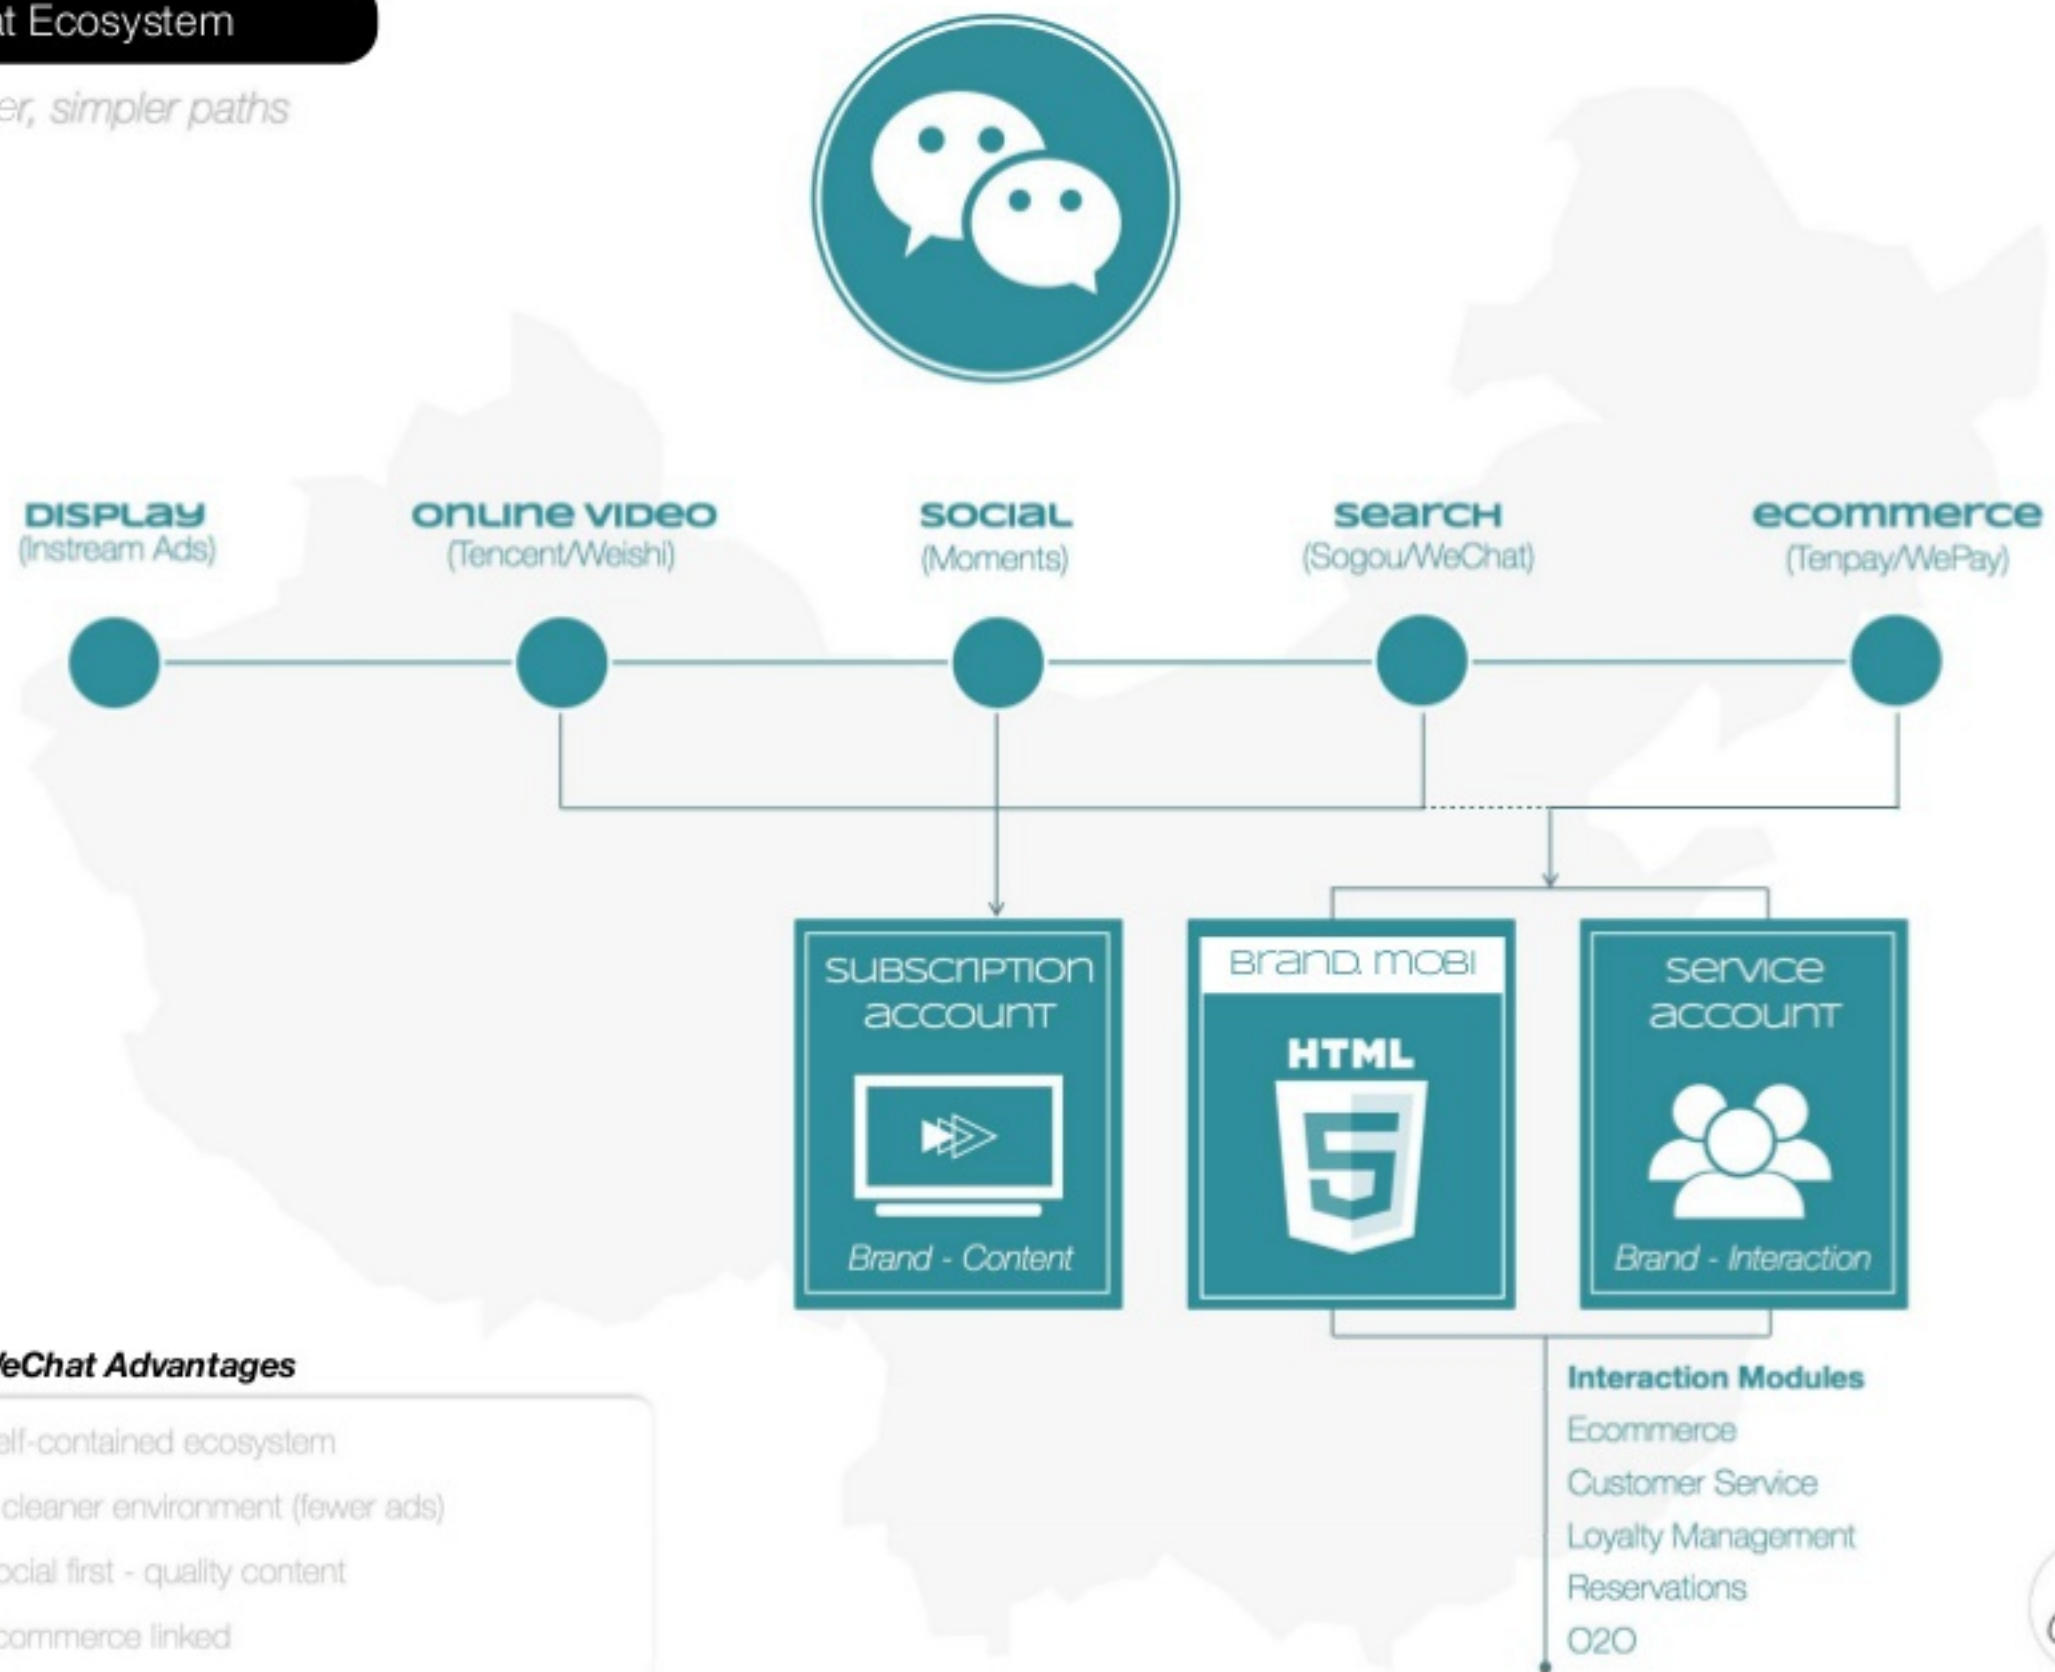 at Ecosystem
er, simpler paths
DISPLAY
(Instream Ads)
ONLINE VIDEO
(Tencent/Weishi)
SOCIAL
(Moments)
SEARCH
(Sogou/WeChat)
ecommerce
(Tenpay/WePay)
SUBSCRIPTION
ACCOUNT
Brand - Content
BRAND. MOBI
HTML
5
SERVICE
ACCOUNT
Brand - Interaction
WeChat Advantages
elf-contained ecosystem
cleaner environment (fewer ads)
ocial first - quality content
commerce linked
Interaction Modules
Ecommerce
Customer Service
Loyalty Management
Reservations
O2O